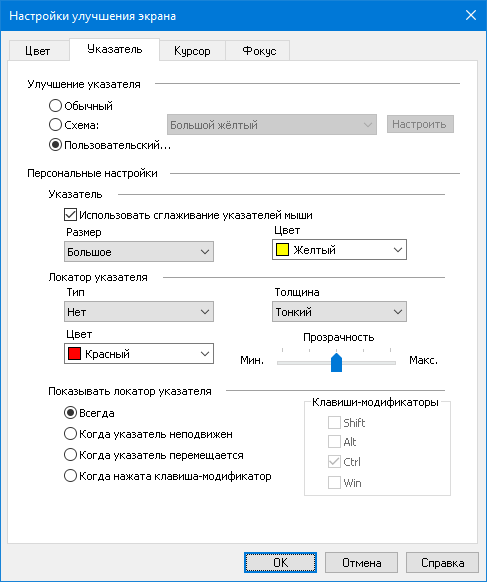 Настройки улучшения экрана
Цвет Указатель Курсор Фокус
Улучшение указателя
Обычный
Схема: Большой жёлтый Настроить
Пользовательский...
Персональные настройки
Указатель
Использовать сглаживание указателей мыши
Размер Цвет
Большое Желтый
Локатор указателя
Тип Толщина
Нет Тонкий
Цвет Прозрачность
Красный Мин. Макс.
Показывать локатор указателя Клавиши-модификаторы
Всегда Shift
Когда указатель неподвижен Alt
Когда указатель перемещается Ctrl
Когда нажата клавиша-модификатор Win
OK Отмена Справка